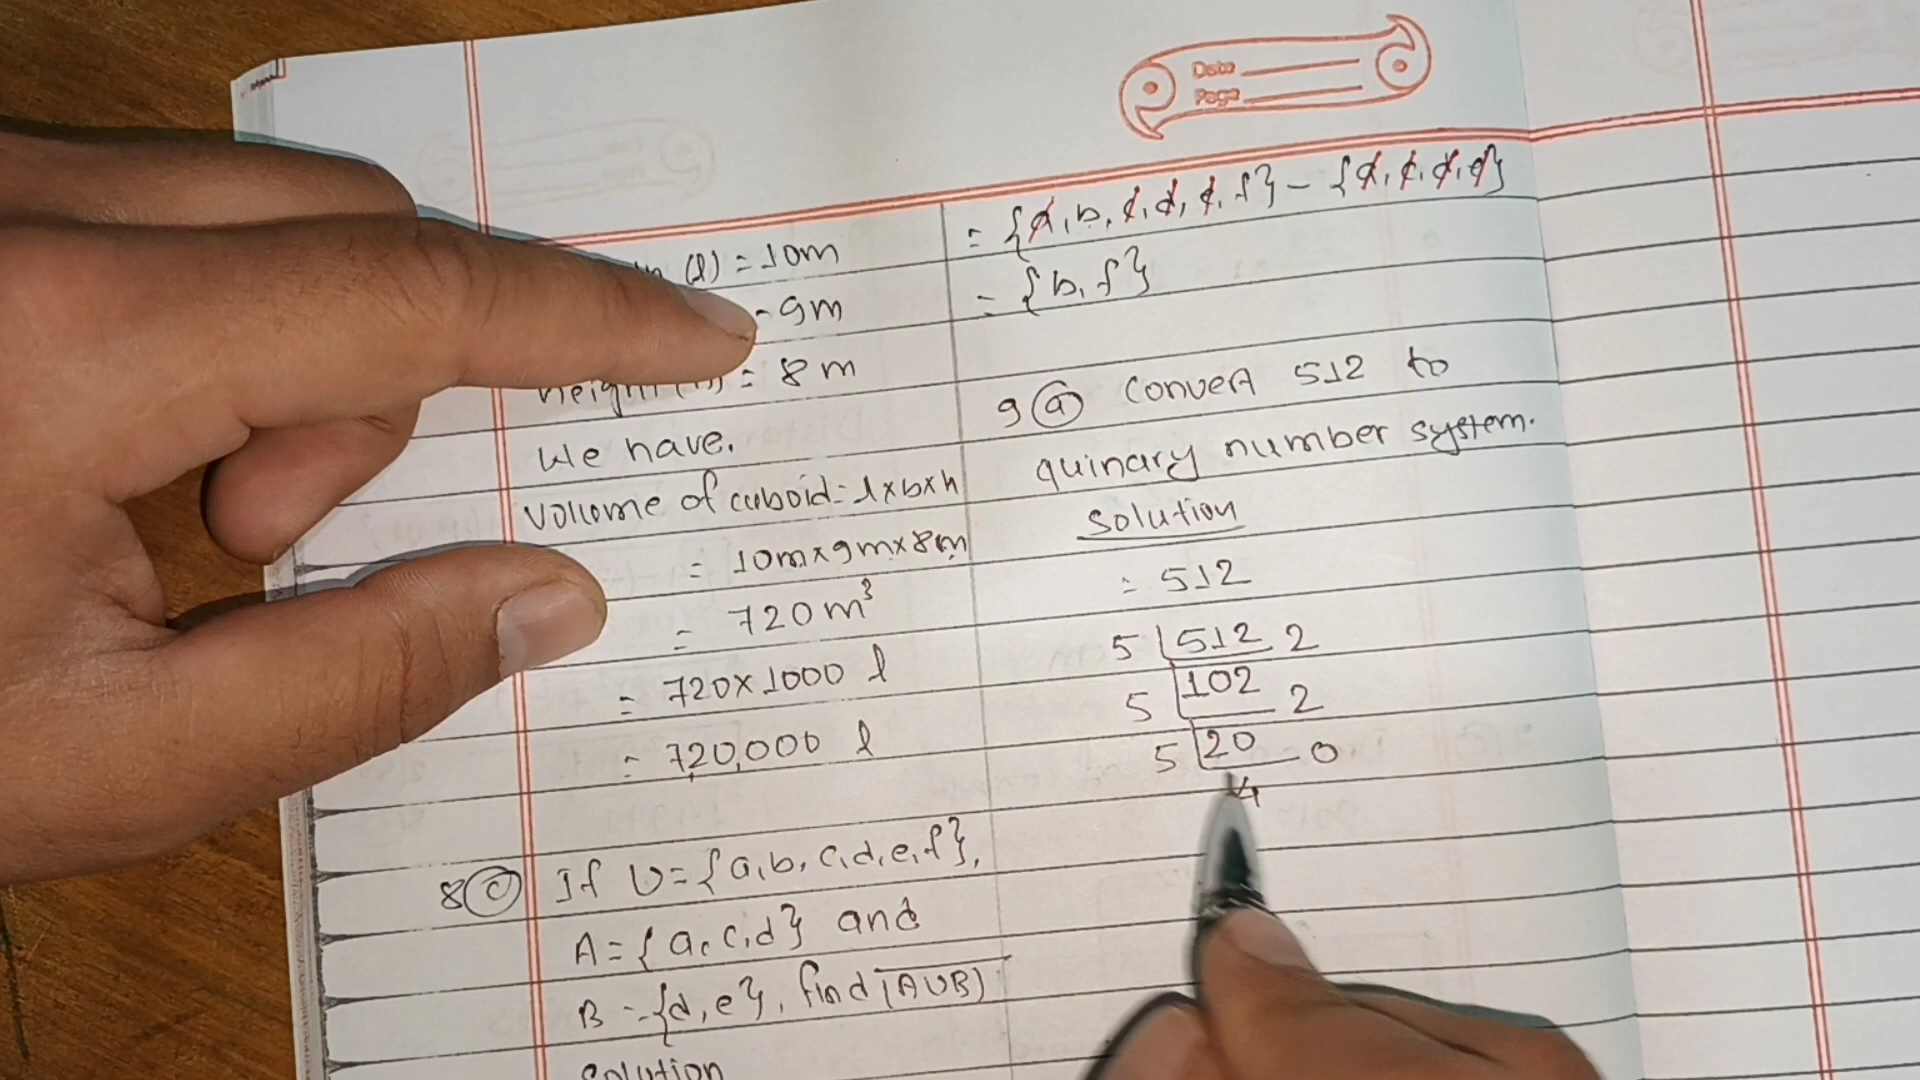 Date
Page
(l) = 10m
- 9m
height (h) = 8m
We have,
Volume of cuboid = l×b×h
= 10m×9m×8m
= 720m³
= 720×1000 l
= 720,000 l
8 (c) If U={a,b,c,d,e,f},
A={a,c,d} and
B={d,e}, find (A∪B)‾
Solution
= {a,b,c,d,e,f} - {a,c,d,e}
= {b,f}
9 (a) Convert 512 to
quinary number system.
Solution
= 512
5 | 512 2
5 | 102 2
5 | 20 0
4